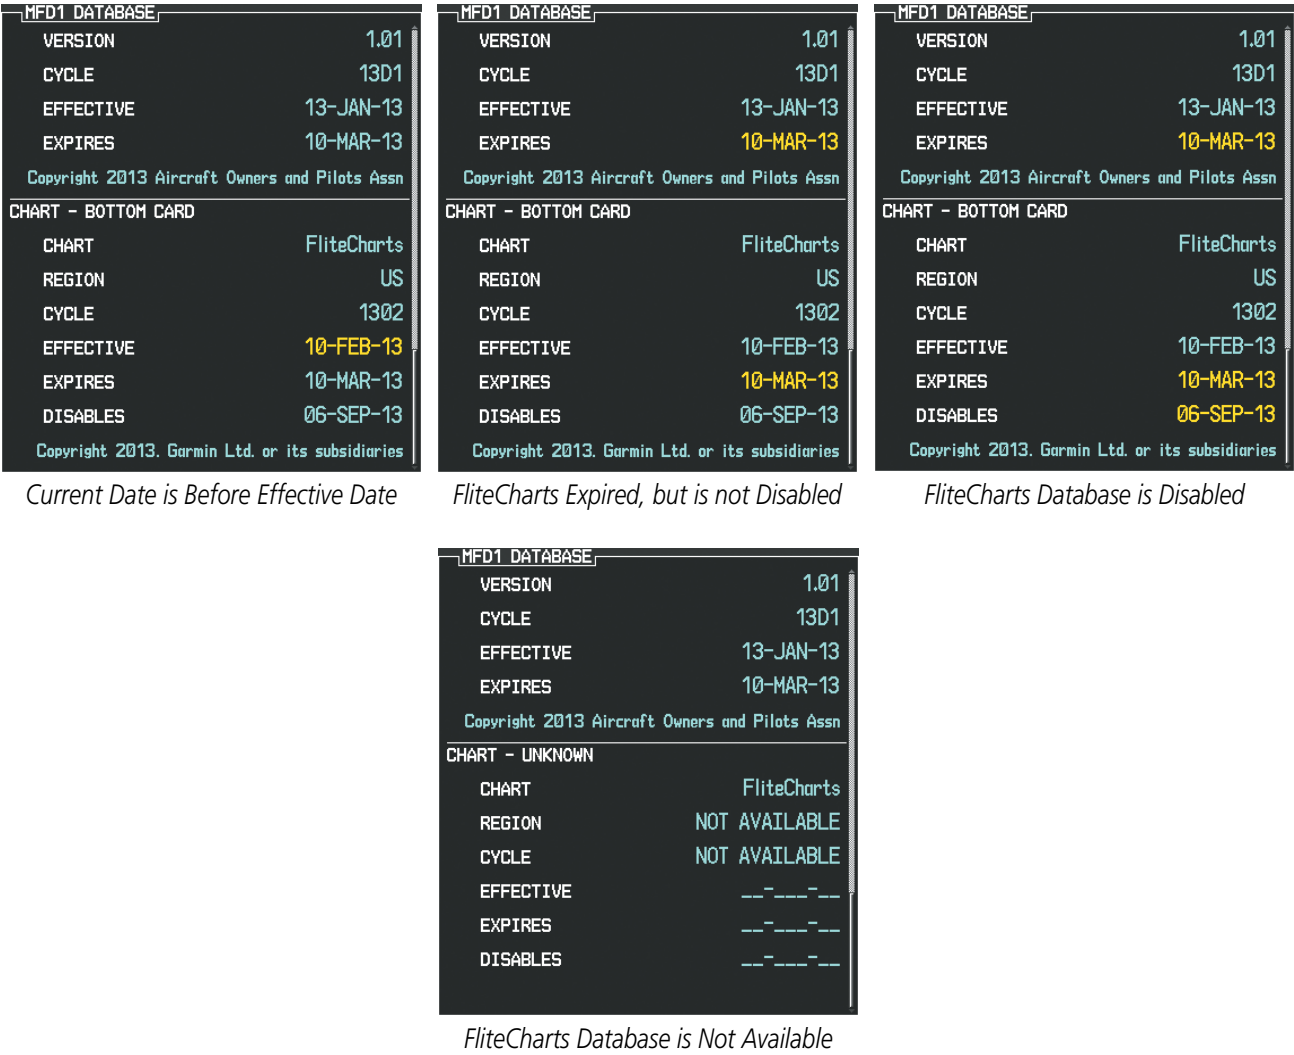 MFD1 DATABASE
VERSION 1.01
CYCLE 13D1
EFFECTIVE 13-JAN-13
EXPIRES 10-MAR-13
Copyright 2013 Aircraft Owners and Pilots Assn
CHART - BOTTOM CARD
CHART FliteCharts
REGION US
CYCLE 1302
EFFECTIVE 10-FEB-13
EXPIRES 10-MAR-13
DISABLES 06-SEP-13
Copyright 2013. Garmin Ltd. or its subsidiaries
Current Date is Before Effective Date
MFD1 DATABASE
VERSION 1.01
CYCLE 13D1
EFFECTIVE 13-JAN-13
EXPIRES 10-MAR-13
Copyright 2013 Aircraft Owners and Pilots Assn
CHART - BOTTOM CARD
CHART FliteCharts
REGION US
CYCLE 1302
EFFECTIVE 10-FEB-13
EXPIRES 10-MAR-13
DISABLES 06-SEP-13
Copyright 2013. Garmin Ltd. or its subsidiaries
FliteCharts Expired, but is not Disabled
MFD1 DATABASE
VERSION 1.01
CYCLE 13D1
EFFECTIVE 13-JAN-13
EXPIRES 10-MAR-13
Copyright 2013 Aircraft Owners and Pilots Assn
CHART - BOTTOM CARD
CHART FliteCharts
REGION US
CYCLE 1302
EFFECTIVE 10-FEB-13
EXPIRES 10-MAR-13
DISABLES 06-SEP-13
Copyright 2013. Garmin Ltd. or its subsidiaries
FliteCharts Database is Disabled
MFD1 DATABASE
VERSION 1.01
CYCLE 13D1
EFFECTIVE 13-JAN-13
EXPIRES 10-MAR-13
Copyright 2013 Aircraft Owners and Pilots Assn
CHART - UNKNOWN
CHART FliteCharts
REGION NOT AVAILABLE
CYCLE NOT AVAILABLE
EFFECTIVE __-___-__
EXPIRES __-___-__
DISABLES __-___-__
FliteCharts Database is Not Available